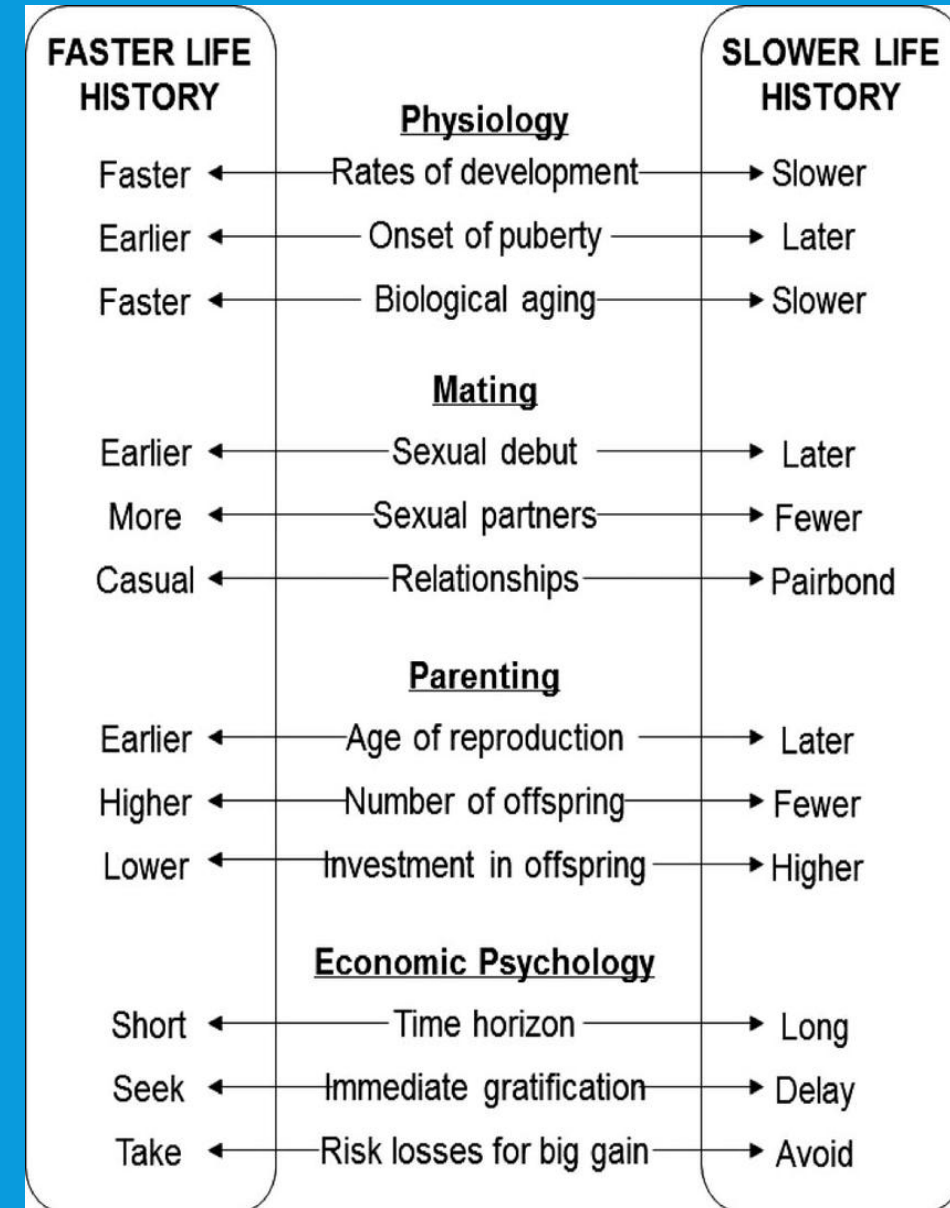 FASTER LIFE
HISTORY
SLOWER LIFE
HISTORY
Physiology
Faster Rates of development Slower
Earlier Onset of puberty Later
Faster Biological aging Slower
Mating
Earlier Sexual debut Later
More Sexual partners Fewer
Casual Relationships Pairbond
Parenting
Earlier Age of reproduction Later
Higher Number of offspring Fewer
Lower Investment in offspring Higher
Economic Psychology
Short Time horizon Long
Seek Immediate gratification Delay
Take Risk losses for big gain Avoid